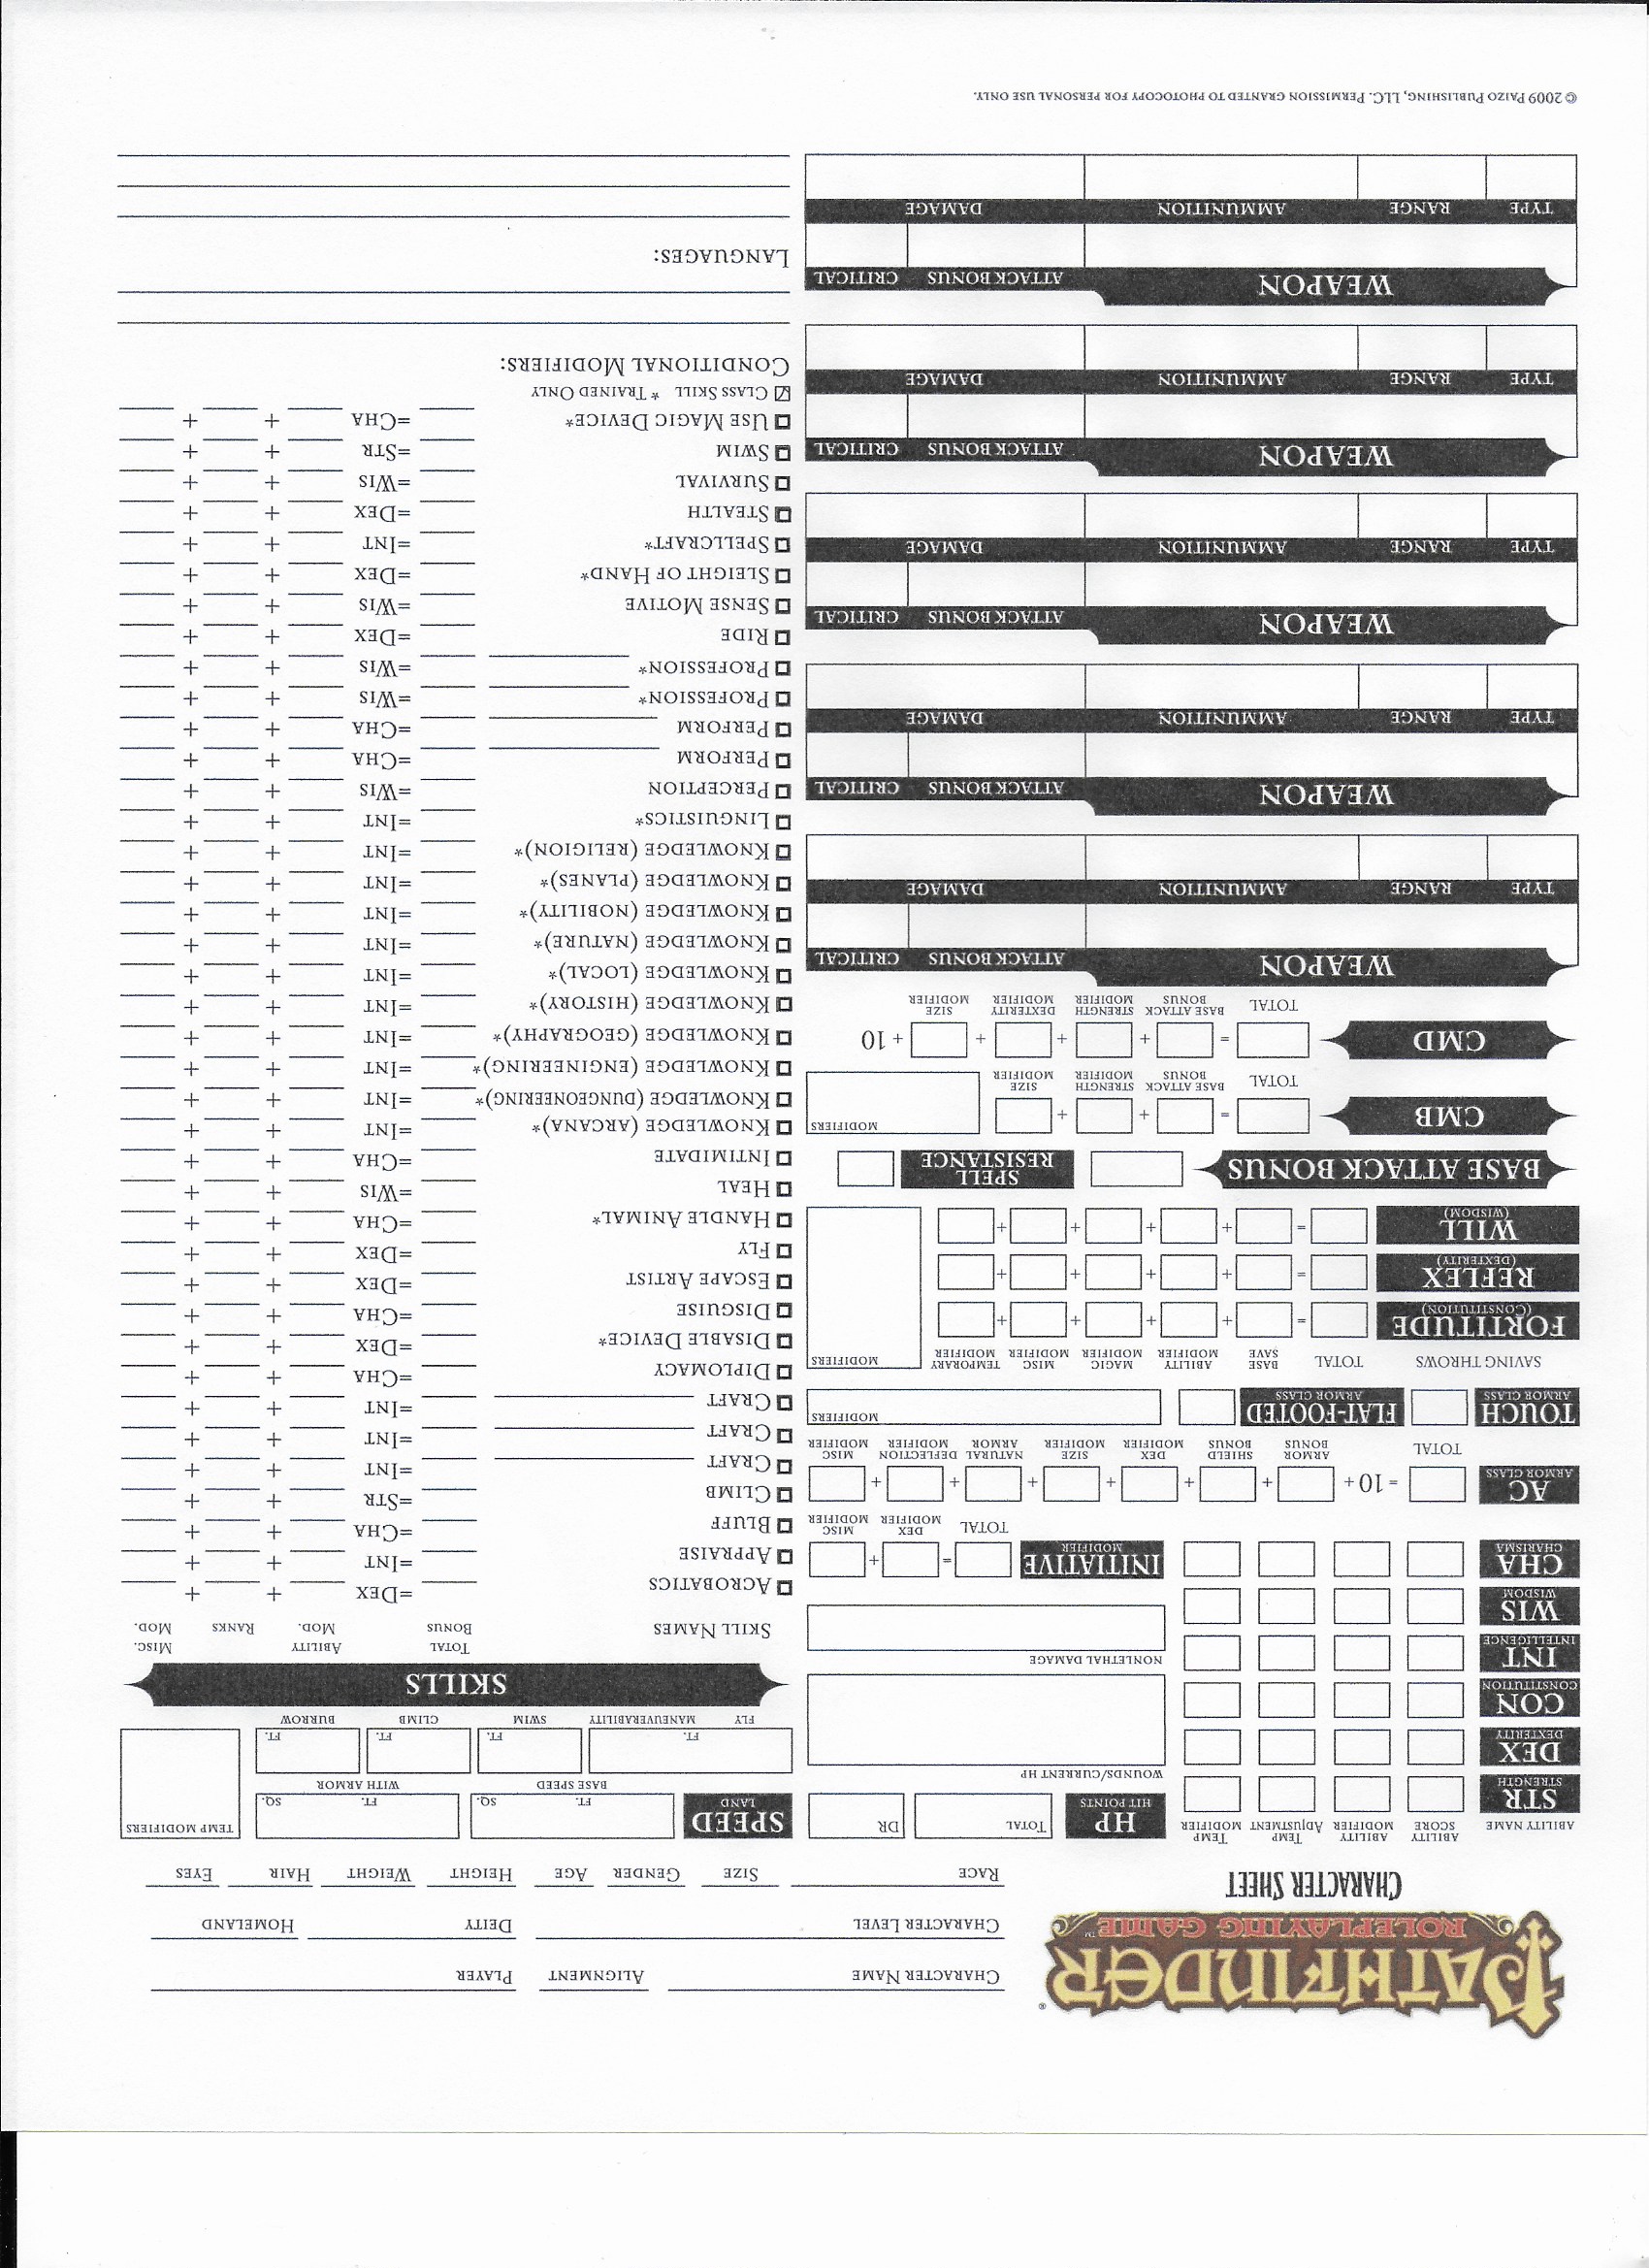 PATHFINDER®
ROLEPLAYING GAME™
CHARACTER SHEET
CHARACTER NAME ALIGNMENT PLAYER
CHARACTER LEVEL DEITY HOMELAND
RACE SIZE GENDER AGE HEIGHT WEIGHT HAIR EYES
ABILITY NAME ABILITY SCORE ABILITY MODIFIER TEMP ADJUSTMENT TEMP MODIFIER
STR
STRENGTH
DEX
DEXTERITY
CON
CONSTITUTION
INT
INTELLIGENCE
WIS
WISDOM
CHA
CHARISMA
HP
HIT POINTS
TOTAL
DR
WOUNDS/CURRENT HP
NONLETHAL DAMAGE
INITIATIVE
MODIFIER
= +
TOTAL DEX MODIFIER MISC MODIFIER
AC
ARMOR CLASS
= 10 + + + + + + +
TOTAL ARMOR BONUS SHIELD BONUS DEX MODIFIER SIZE MODIFIER NATURAL ARMOR DEFLECTION MODIFIER MISC MODIFIER
TOUCH
ARMOR CLASS
FLAT-FOOTED
ARMOR CLASS
MODIFIERS
SAVING THROWS TOTAL BASE SAVE ABILITY MODIFIER MAGIC MODIFIER MISC MODIFIER TEMPORARY MODIFIER MODIFIERS
FORTITUDE = + + + +
(CONSTITUTION)
REFLEX = + + + +
(DEXTERITY)
WILL = + + + +
(WISDOM)
BASE ATTACK BONUS
SPELL
RESISTANCE
CMB = + +
MODIFIERS
TOTAL BASE ATTACK BONUS STRENGTH MODIFIER SIZE MODIFIER
CMD = + + + + 10
TOTAL BASE ATTACK BONUS STRENGTH MODIFIER DEXTERITY MODIFIER SIZE MODIFIER
WEAPON ATTACK BONUS CRITICAL
TYPE RANGE AMMUNITION DAMAGE
WEAPON ATTACK BONUS CRITICAL
TYPE RANGE AMMUNITION DAMAGE
WEAPON ATTACK BONUS CRITICAL
TYPE RANGE AMMUNITION DAMAGE
WEAPON ATTACK BONUS CRITICAL
TYPE RANGE AMMUNITION DAMAGE
WEAPON ATTACK BONUS CRITICAL
TYPE RANGE AMMUNITION DAMAGE
SPEED
LAND
FT. SQ. FT. SQ.
BASE SPEED WITH ARMOR
TEMP MODIFIERS
FT. FT. FT. FT.
FLY MANEUVERABILITY SWIM CLIMB BURROW
SKILLS
SKILL NAMES TOTAL BONUS ABILITY MOD. RANKS MISC. MOD.
ACROBATICS =DEX + +
APPRAISE =INT + +
BLUFF =CHA + +
CLIMB =STR + +
CRAFT =INT + +
CRAFT =INT + +
CRAFT =INT + +
DIPLOMACY =CHA + +
DISABLE DEVICE* =DEX + +
DISGUISE =CHA + +
ESCAPE ARTIST =DEX + +
FLY =DEX + +
HANDLE ANIMAL* =CHA + +
HEAL =WIS + +
INTIMIDATE =CHA + +
KNOWLEDGE (ARCANA)* =INT + +
KNOWLEDGE (DUNGEONEERING)* =INT + +
KNOWLEDGE (ENGINEERING)* =INT + +
KNOWLEDGE (GEOGRAPHY)* =INT + +
KNOWLEDGE (HISTORY)* =INT + +
KNOWLEDGE (LOCAL)* =INT + +
KNOWLEDGE (NATURE)* =INT + +
KNOWLEDGE (NOBILITY)* =INT + +
KNOWLEDGE (PLANES)* =INT + +
KNOWLEDGE (RELIGION)* =INT + +
LINGUISTICS* =INT + +
PERCEPTION =WIS + +
PERFORM =CHA + +
PERFORM =CHA + +
PROFESSION* =WIS + +
PROFESSION* =WIS + +
RIDE =DEX + +
SENSE MOTIVE =WIS + +
SLEIGHT OF HAND* =DEX + +
SPELLCRAFT* =INT + +
STEALTH =DEX + +
SURVIVAL =WIS + +
SWIM =STR + +
USE MAGIC DEVICE* =CHA + +
☑ CLASS SKILL * TRAINED ONLY
CONDITIONAL MODIFIERS:
LANGUAGES:
© 2009 PAIZO PUBLISHING, LLC. PERMISSION GRANTED TO PHOTOCOPY FOR PERSONAL USE ONLY.